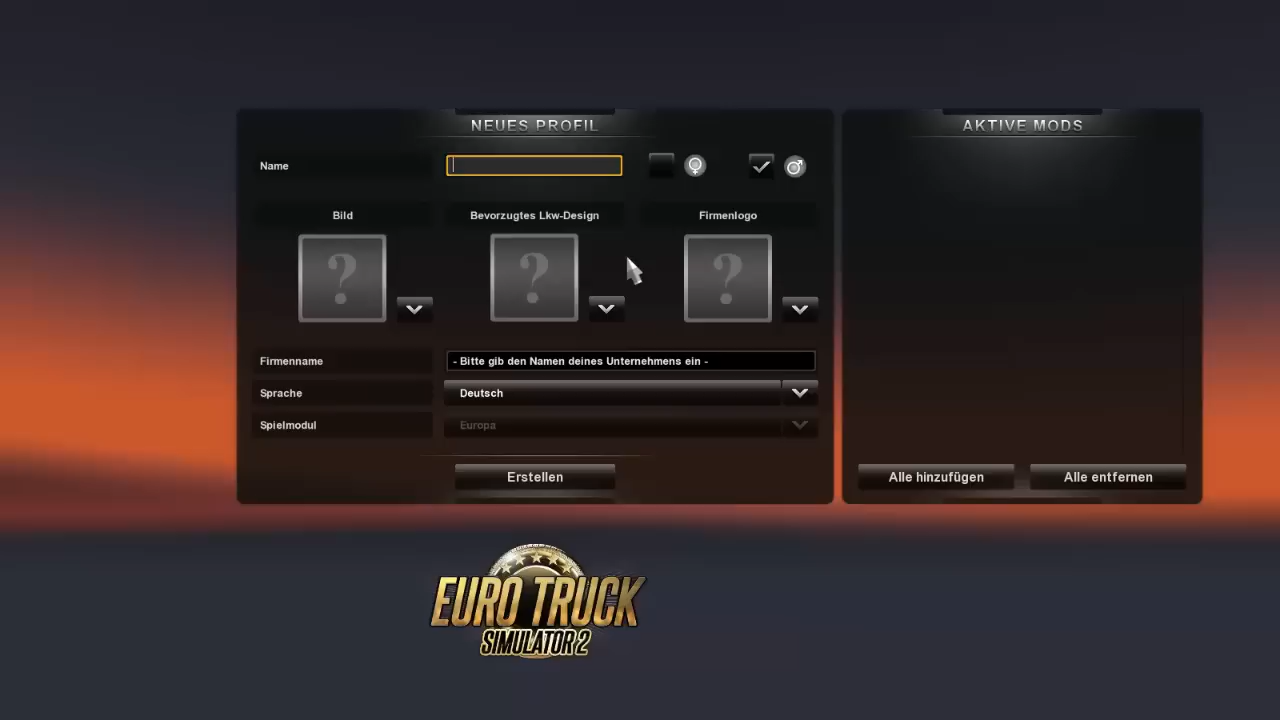 NEUES PROFIL
Name
Bild
Bevorzugtes Lkw-Design
Firmenlogo
?
?
?
Firmenname
- Bitte gib den Namen deines Unternehmens ein -
Sprache
Deutsch
Spielmodul
Europa
Erstellen
AKTIVE MODS
Alle hinzufügen
Alle entfernen
EURO TRUCK
SIMULATOR 2